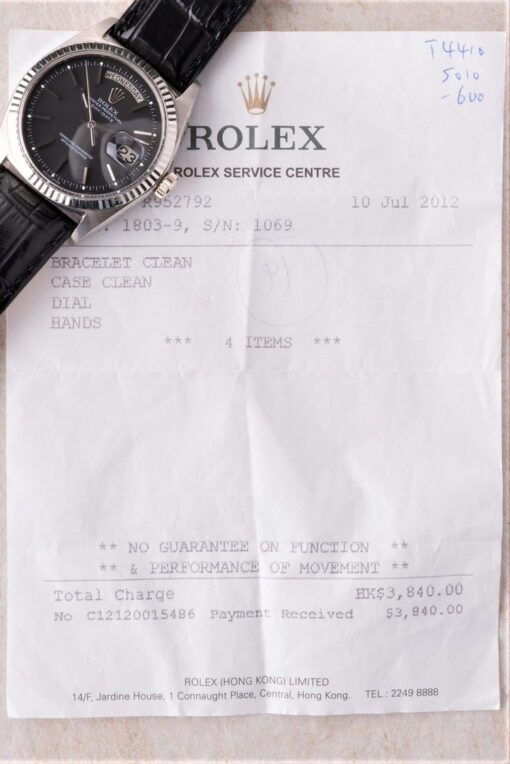 T4410
5010
-600
WEDNESDAY
ROLEX
DAY-DATE
23
ROLEX
ROLEX SERVICE CENTRE
R952792 10 Jul 2012
: 1803-9, S/N: 1069
BRACELET CLEAN
CASE CLEAN
DIAL
HANDS
*** 4 ITEMS ***
** NO GUARANTEE ON FUNCTION **
** & PERFORMANCE OF MOVEMENT **
Total Charge HK$3,840.00
No C12120015486 Payment Received $3,840.00
ROLEX (HONG KONG) LIMITED
14/F, Jardine House, 1 Connaught Place, Central, Hong Kong. TEL.: 2249 8888